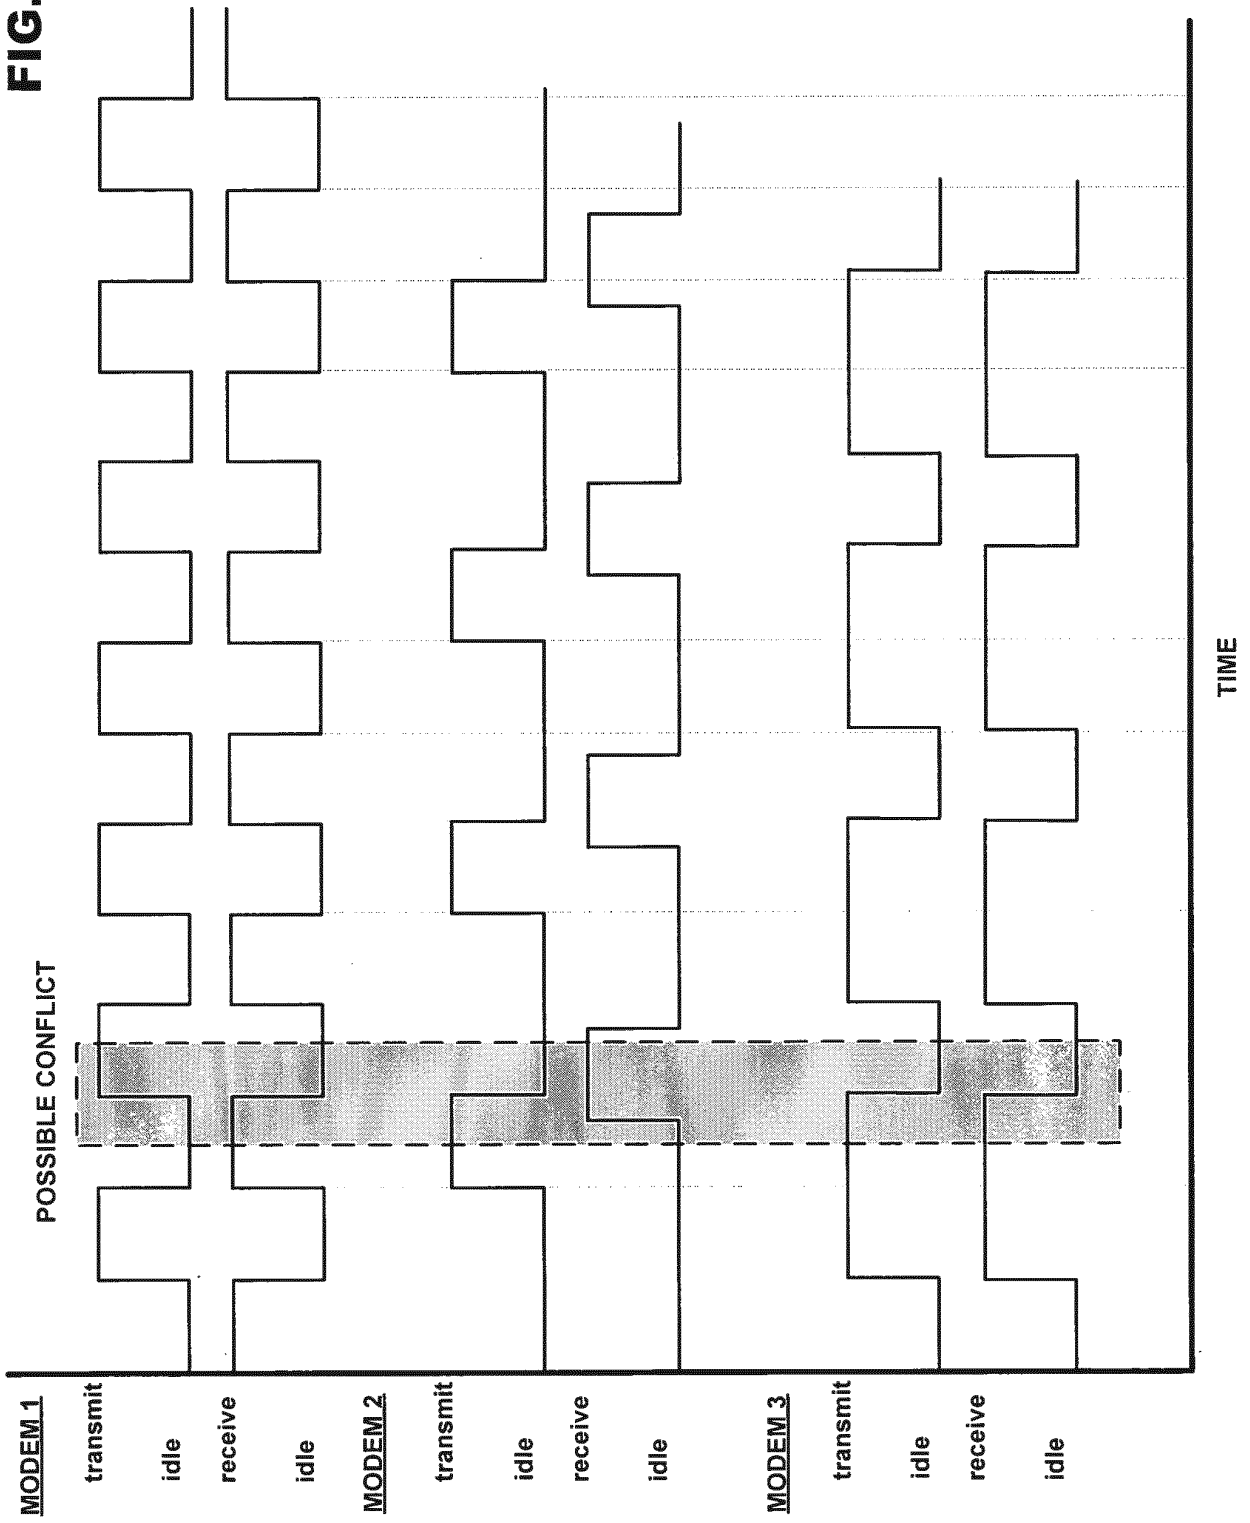 FIG.
POSSIBLE CONFLICT
MODEM 1
transmit
idle
receive
idle
MODEM 2
transmit
idle
receive
idle
MODEM 3
transmit
idle
receive
idle
TIME